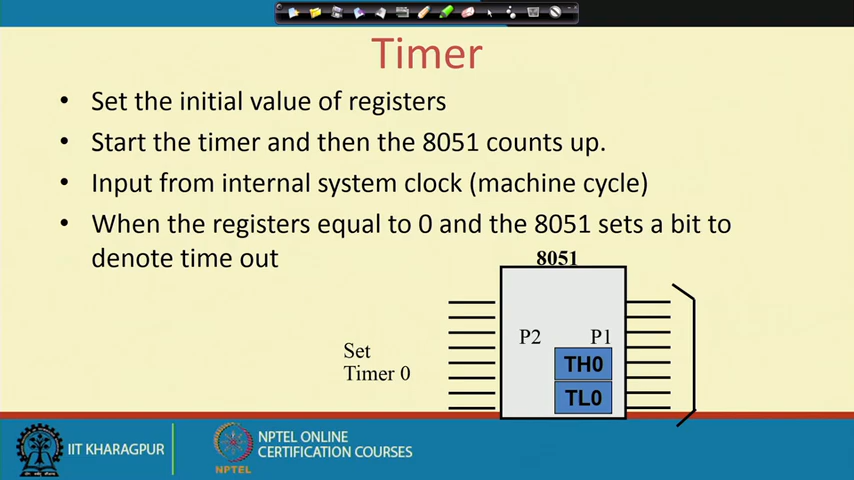 Timer
• Set the initial value of registers
• Start the timer and then the 8051 counts up.
• Input from internal system clock (machine cycle)
• When the registers equal to 0 and the 8051 sets a bit to
denote time out
8051
P2 P1
Set
Timer 0
TH0
TL0
IIT KHARAGPUR
NPTEL
NPTEL ONLINE
CERTIFICATION COURSES